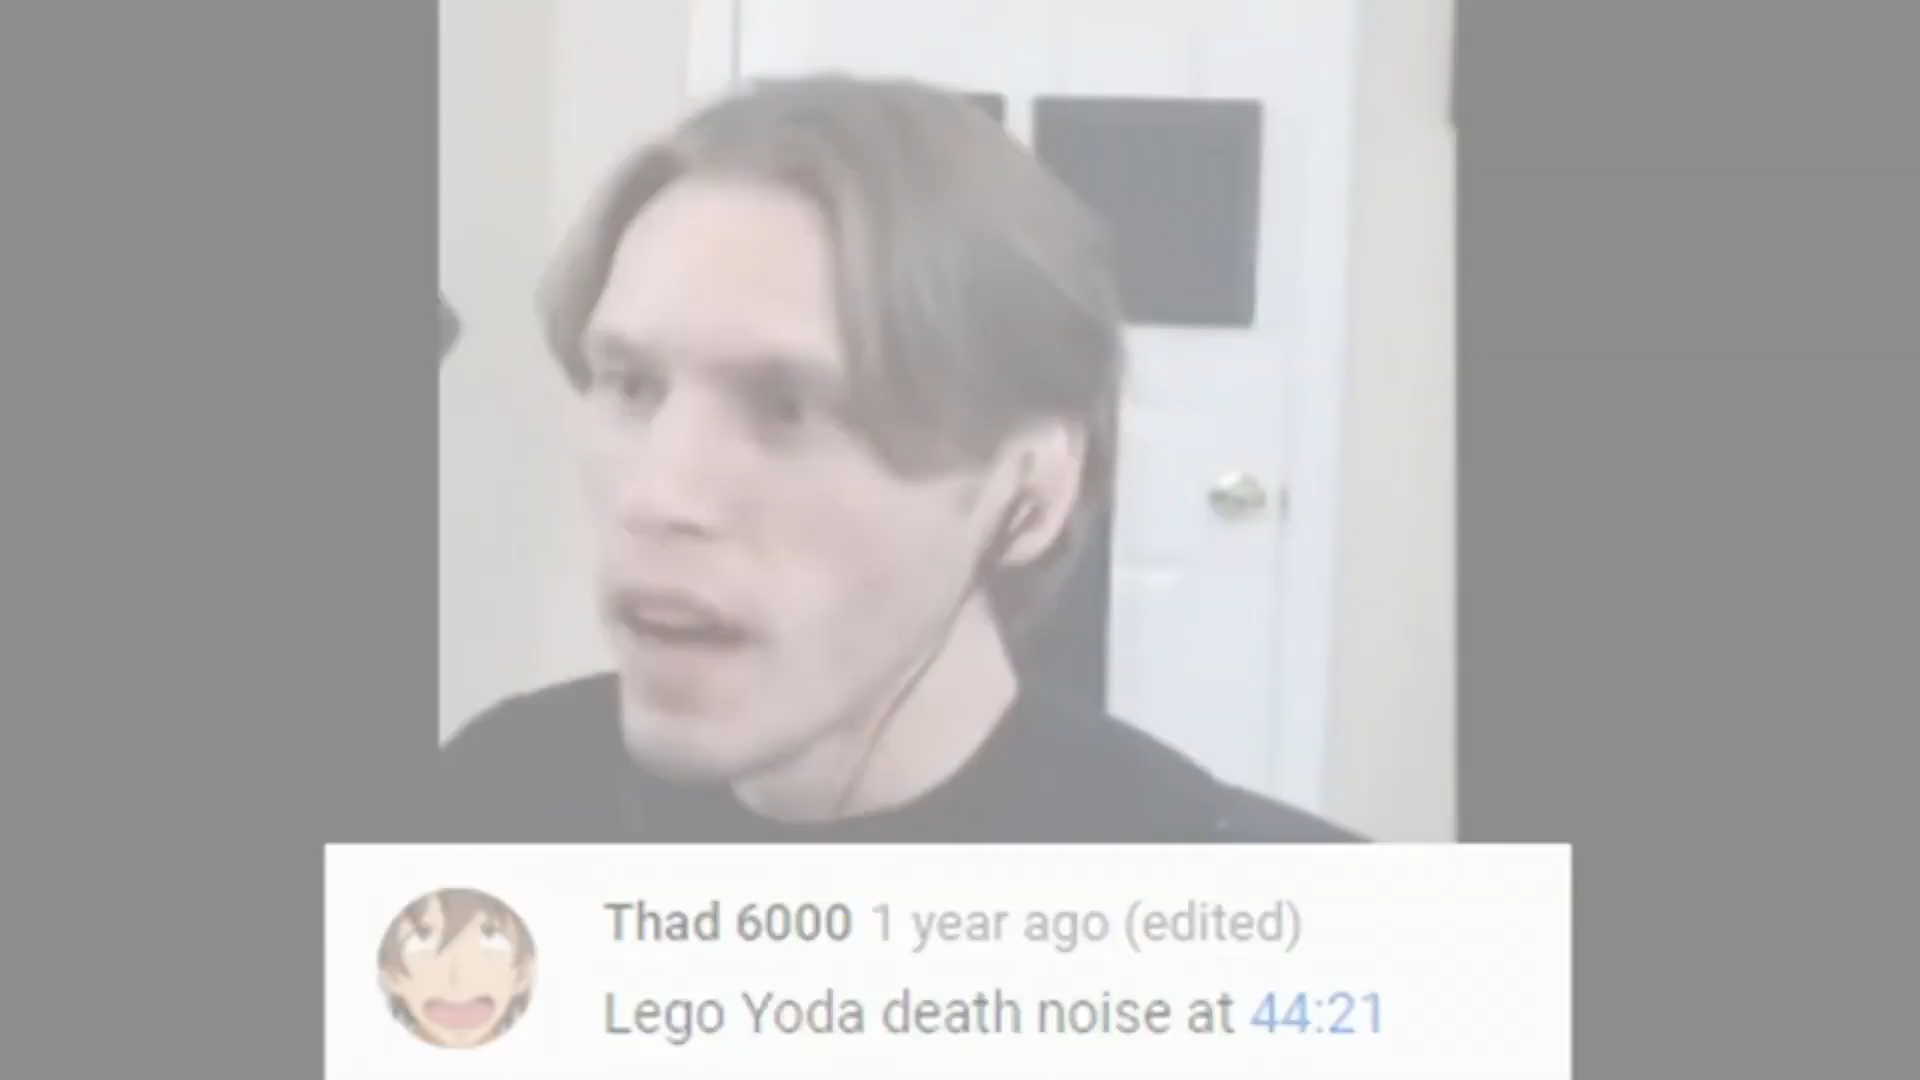 Thad 6000 1 year ago (edited)
Lego Yoda death noise at 44:21